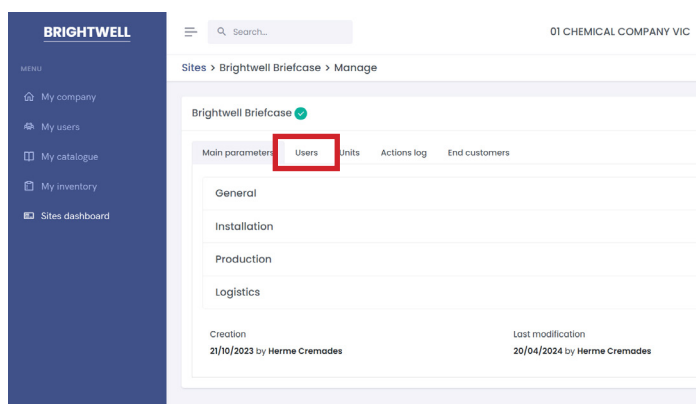 BRIGHTWELL
Search...
01 CHEMICAL COMPANY VIC
MENU
Sites > Brightwell Briefcase > Manage
My company
My users
My catalogue
My inventory
Sites dashboard
Brightwell Briefcase
Main parameters Users Units Actions log End customers
General
Installation
Production
Logistics
Creation
21/10/2023 by Herme Cremades
Last modification
20/04/2024 by Herme Cremades